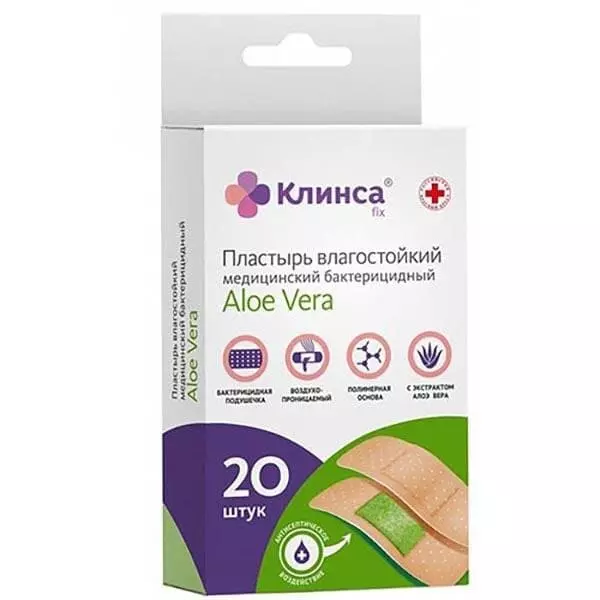 Клинса®
fix
Пластырь влагостойкий
медицинский бактерицидный
Aloe Vera
БАКТЕРИЦИДНАЯ
ПОДУШЕЧКА
ВОЗДУХО-
ПРОНИЦАЕМЫЙ
ПОЛИМЕРНАЯ
ОСНОВА
С ЭКСТРАКТОМ
АЛОЭ ВЕРА
20
штук
АНТИСЕПТИЧЕСКОЕ
ВОЗДЕЙСТВИЕ
Пластырь влагостойкий
медицинский бактерицидный
Aloe Vera